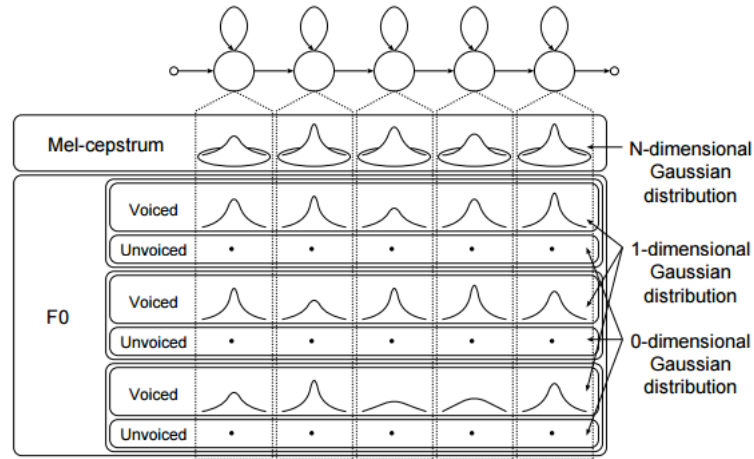 Mel-cepstrum
N-dimensional
Gaussian
distribution
F0
Voiced
Unvoiced
Voiced
Unvoiced
Voiced
Unvoiced
1-dimensional
Gaussian
distribution
0-dimensional
Gaussian
distribution